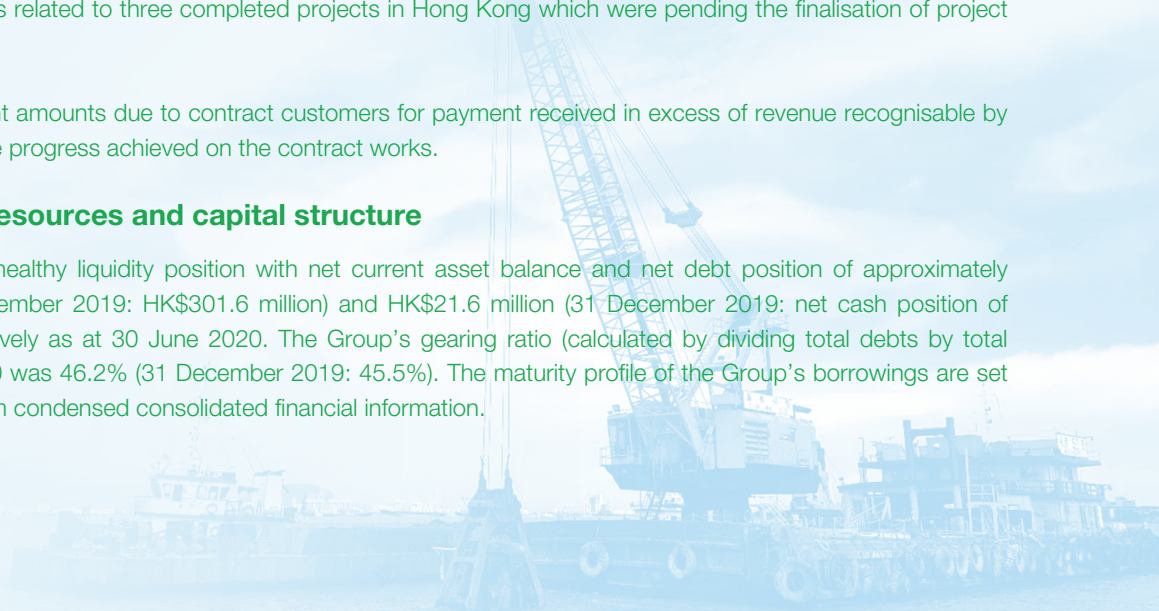 s related to three completed projects in Hong Kong which were pending the finalisation of project
nt amounts due to contract customers for payment received in excess of revenue recognisable by
e progress achieved on the contract works.
esources and capital structure
healthy liquidity position with net current asset balance and net debt position of approximately
ember 2019: HK$301.6 million) and HK$21.6 million (31 December 2019: net cash position of
vely as at 30 June 2020. The Group's gearing ratio (calculated by dividing total debts by total
0 was 46.2% (31 December 2019: 45.5%). The maturity profile of the Group's borrowings are set
n condensed consolidated financial information.